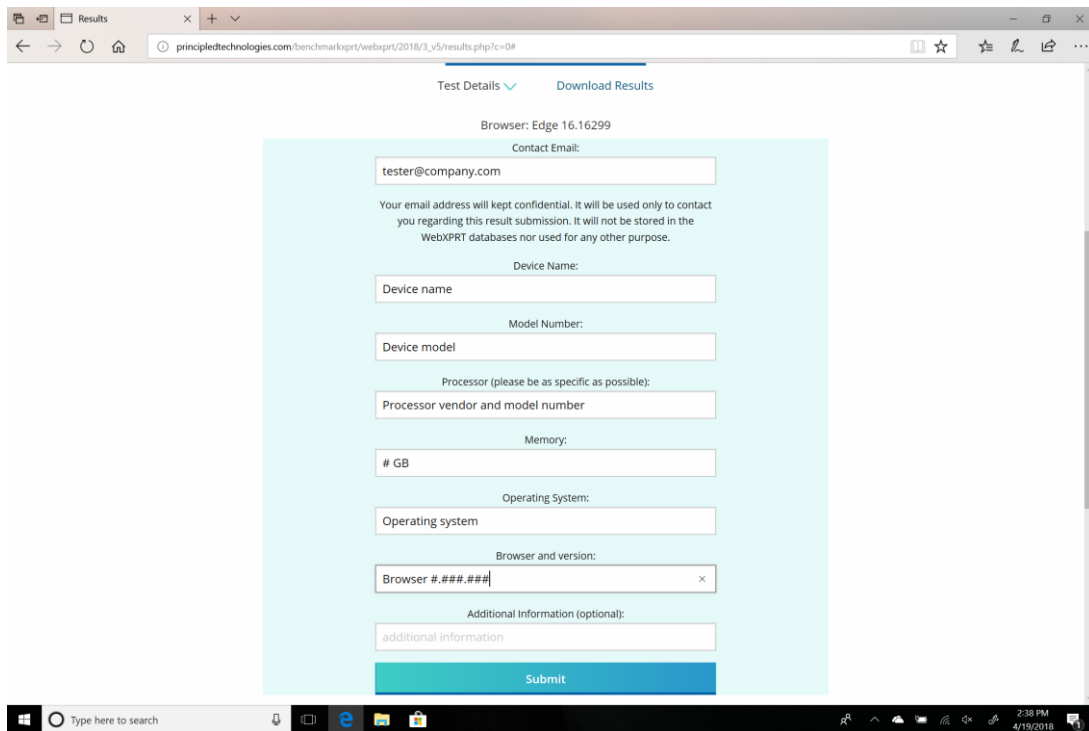 Results
principledtechnologies.com/benchmarkxprt/webxprt/2018/3_v5/results.php?c=0#
Test Details
Download Results
Browser: Edge 16.16299
Contact Email:
tester@company.com
Your email address will kept confidential. It will be used only to contact
you regarding this result submission. It will not be stored in the
WebXPRT databases nor used for any other purpose.
Device Name:
Device name
Model Number:
Device model
Processor (please be as specific as possible):
Processor vendor and model number
Memory:
# GB
Operating System:
Operating system
Browser and version:
Browser #.###.###
Additional Information (optional):
additional information
Submit
Type here to search
2:38 PM
4/19/2018